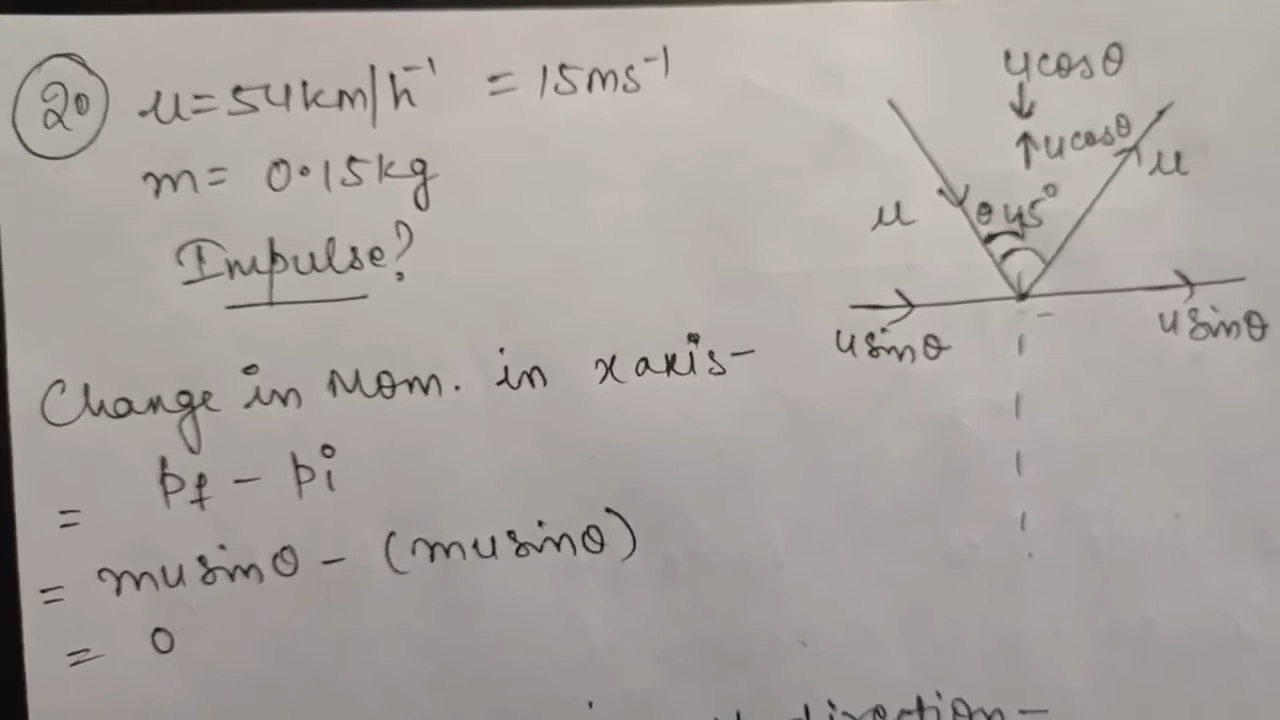 20 u = 54 km/h⁻¹ = 15 ms⁻¹
m = 0.15 kg
Impulse?
Change in Mom. in x axis -
= pf - pi
= mu sinθ - (mu sinθ)
= 0
direction -
u cosθ
↓
↑ u cosθ
u
u
θ 45°
u sinθ
u sinθ